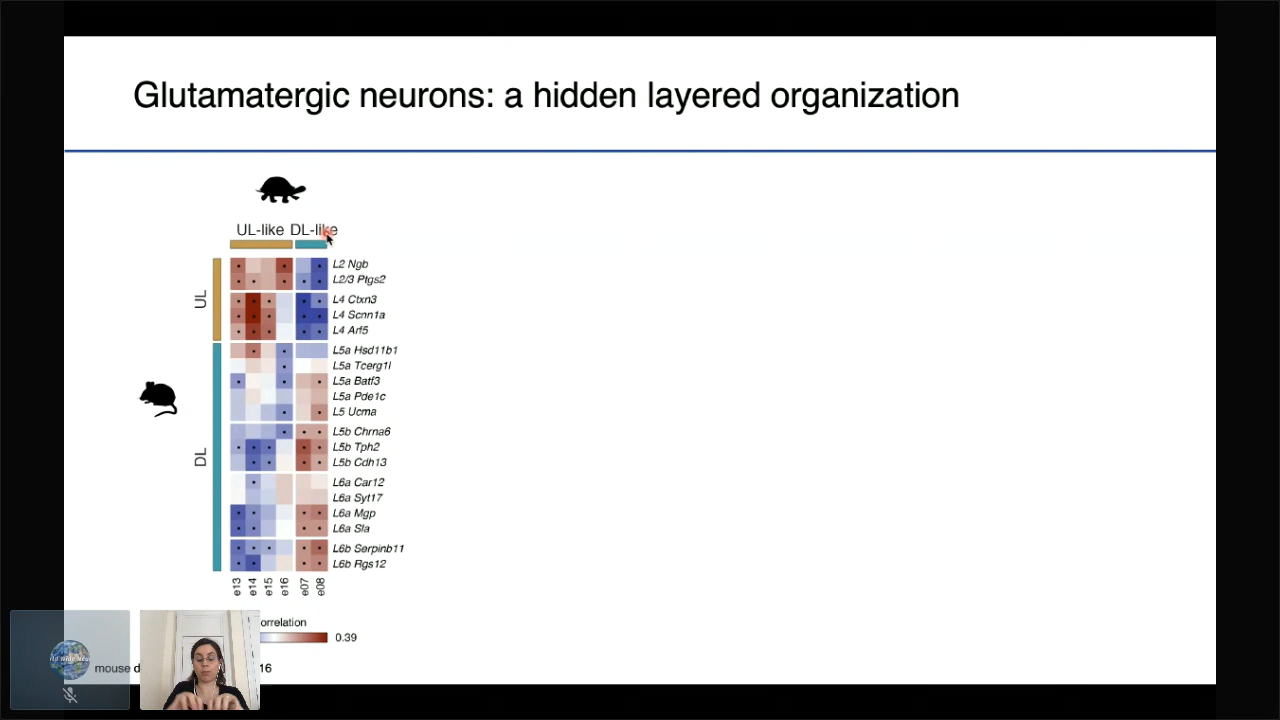 Glutamatergic neurons: a hidden layered organization
UL-like DL-like
L2 Ngb
L2/3 Ptgs2
UL
L4 Ctxn3
L4 Scnn1a
L4 Arf5
L5a Hsd11b1
L5a Tcerg1l
L5a Batf3
L5a Pde1c
L5 Ucma
L5b Chrna6
DL
L5b Tph2
L5b Cdh13
L6a Car12
L6a Syt17
L6a Mgp
L6a Sla
L6b Serpinb11
L6b Rgs12
e13 e14 e15 e16 e07 e08
orrelation
0.39
mouse d
16